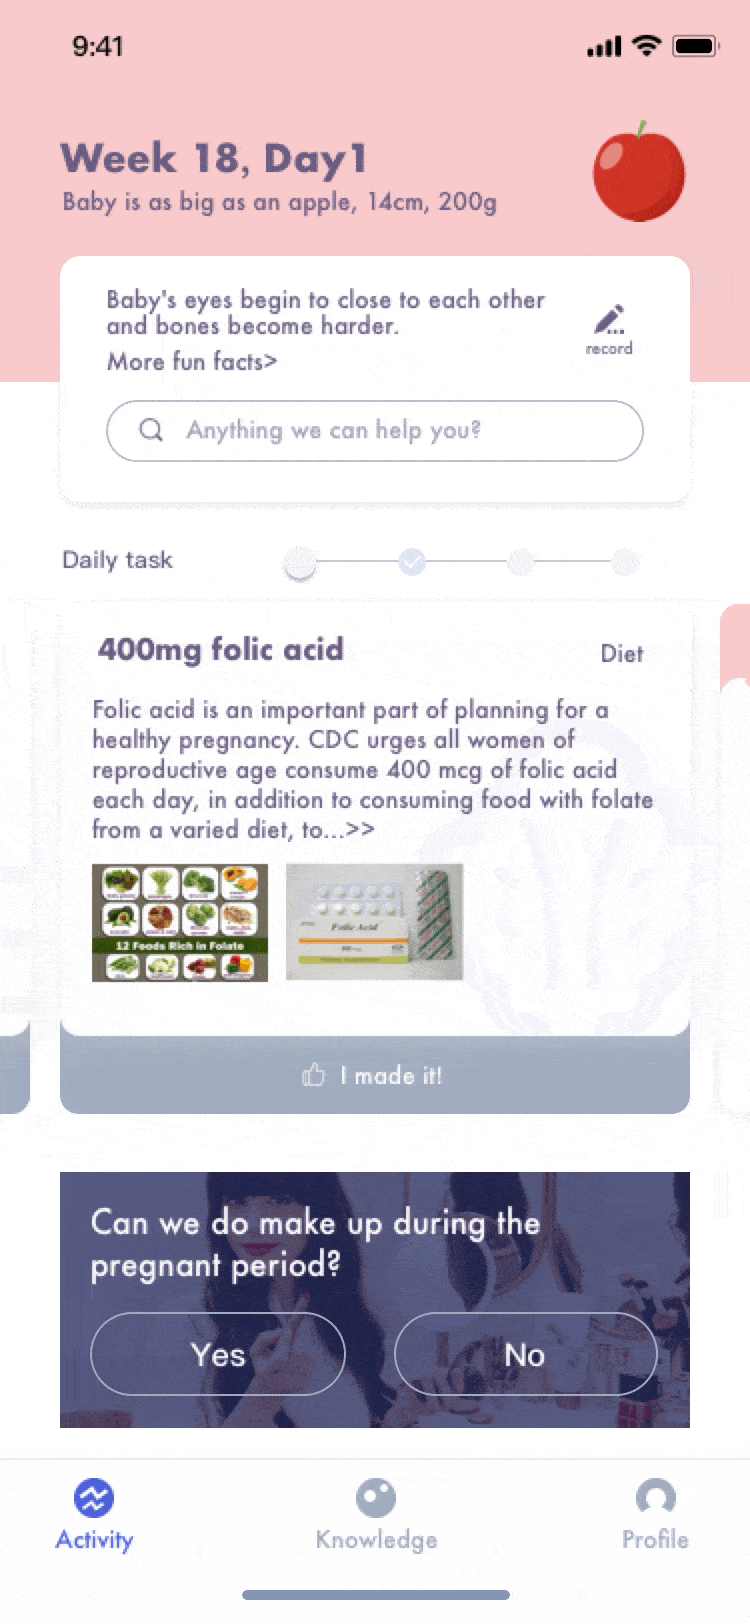 9:41
Week 18, Day1
Baby is as big as an apple, 14cm, 200g
Baby's eyes begin to close to each other
and bones become harder.
More fun facts>
record
Anything we can help you?
Daily task
400mg folic acid
Diet
Folic acid is an important part of planning for a
healthy pregnancy. CDC urges all women of
reproductive age consume 400 mcg of folic acid
each day, in addition to consuming food with folate
from a varied diet, to...>>
12 Foods Rich in Folate
Folic Acid
I made it!
Can we do make up during the
pregnant period?
Yes
No
Activity
Knowledge
Profile